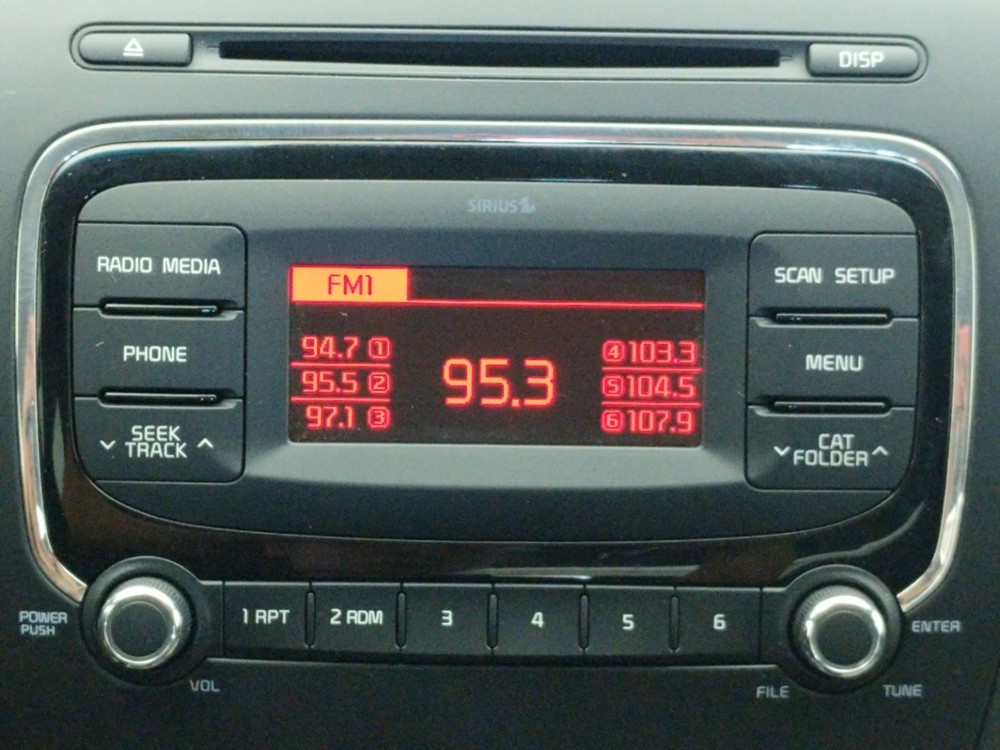 DISP
SIRIUS
RADIO MEDIA
PHONE
SEEK
TRACK
FM1
94.7 1
95.5 2
97.1 3
95.3
4 103.3
5 104.5
6 107.9
SCAN SETUP
MENU
CAT
FOLDER
POWER
PUSH
VOL
1 RPT
2 RDM
3
4
5
6
FILE
TUNE
ENTER